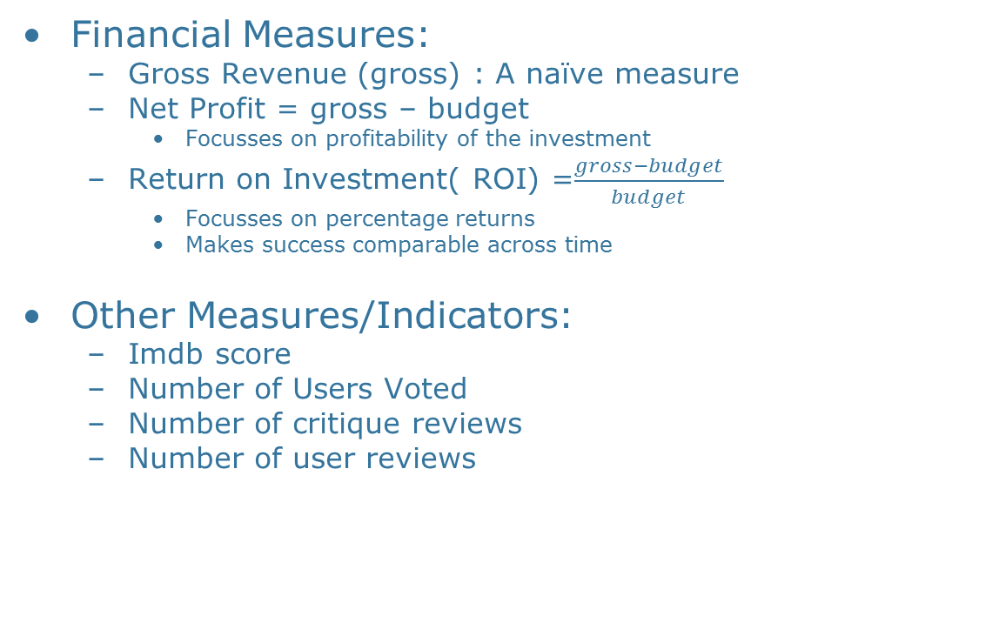 • Financial Measures:
– Gross Revenue (gross) : A naïve measure
– Net Profit = gross – budget
• Focusses on profitability of the investment
– Return on Investment( ROI) = gross−budget
budget
• Focusses on percentage returns
• Makes success comparable across time
• Other Measures/Indicators:
– Imdb score
– Number of Users Voted
– Number of critique reviews
– Number of user reviews